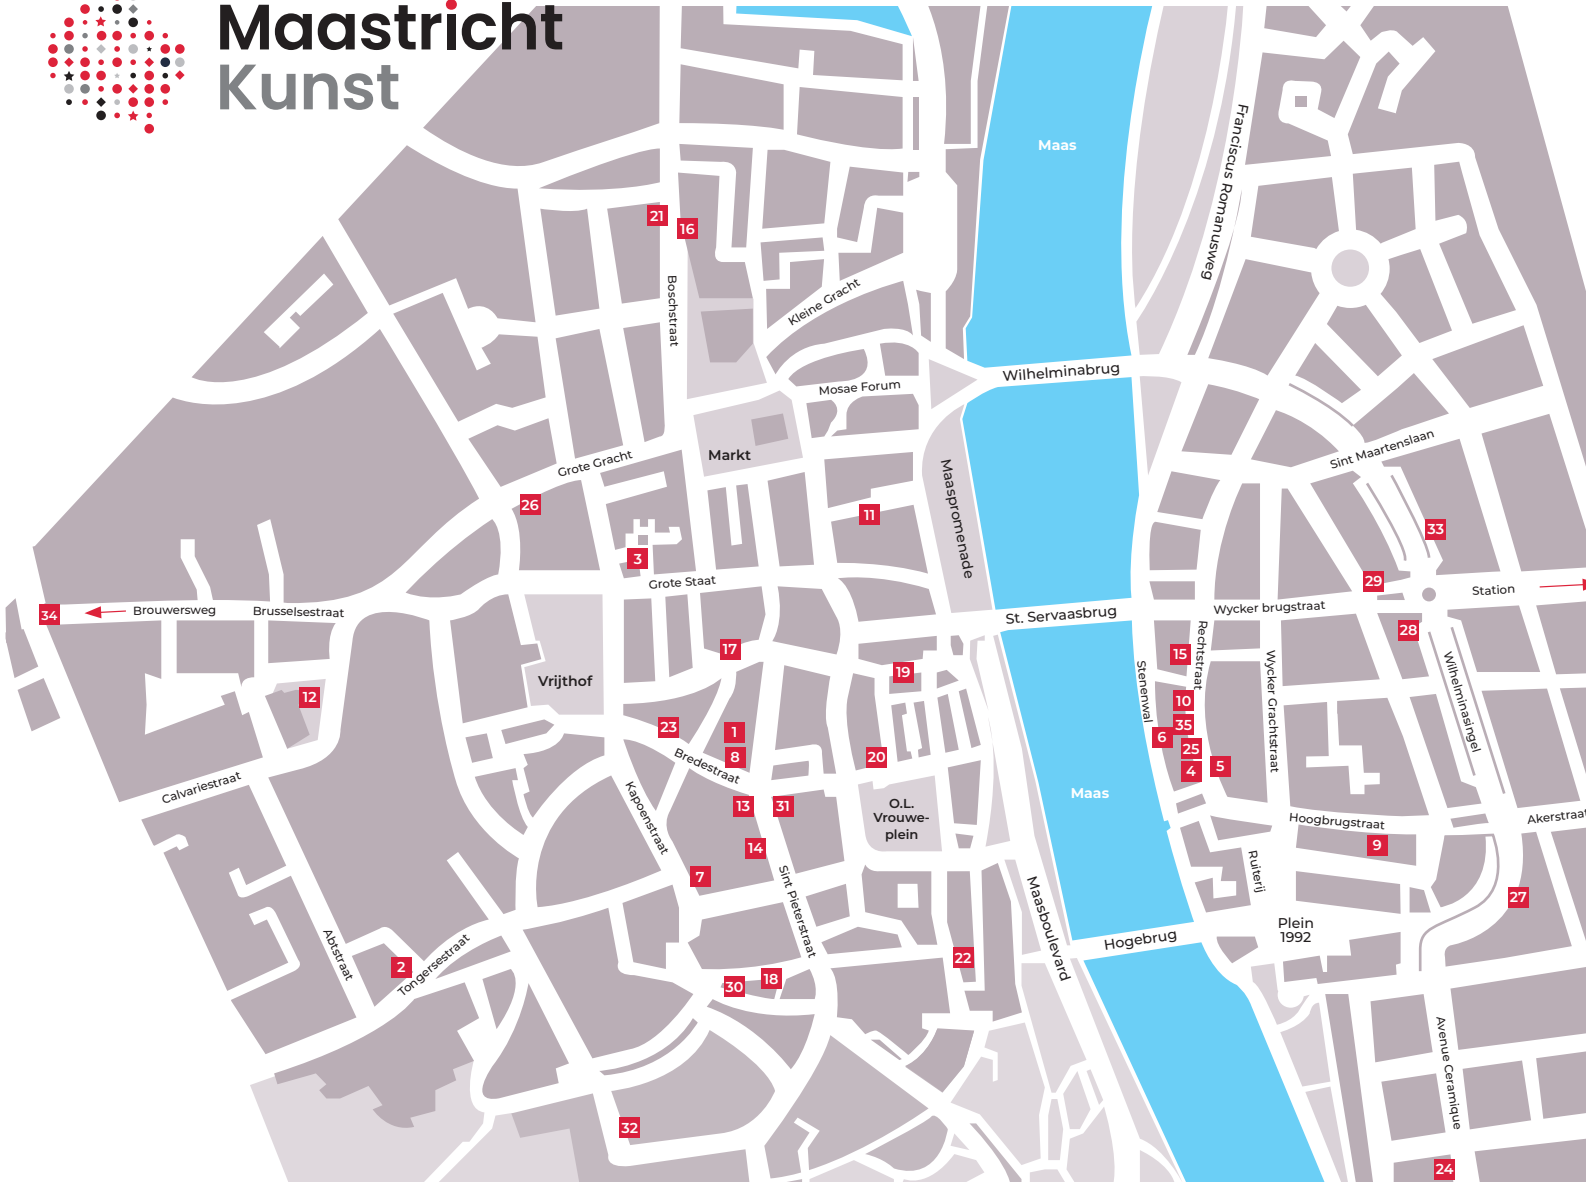 Maastricht
Kunst
Maas
Franciscus Romanusweg
21
16
Boschstraat
Kleine Gracht
Mosae Forum
Wilhelminabrug
Markt
Grote Gracht
Sint Maartenslaan
Maaspromenade
26
11
33
3
Grote Staat
29
Station
34
Brouwersweg
Brusselsestraat
St. Servaasbrug
Wycker brugstraat
28
17
15
Rechtstraat
Wycker Grachtstraat
Wilhelminasingel
Stenenwal
Vrijthof
19
12
10
23
1
35
6
25
8
Bredestraat
20
4
5
Calvariestraat
Kapoenstraat
13
31
O.L.
Vrouwe-
plein
Maas
Hoogbrugstraat
Akerstraat
14
9
7
Sint Pieterstraat
Ruiterij
27
Maasboulevard
Plein
1992
Hogebrug
Abtstraat
2
Tongersestraat
22
18
30
Avenue Ceramique
32
24